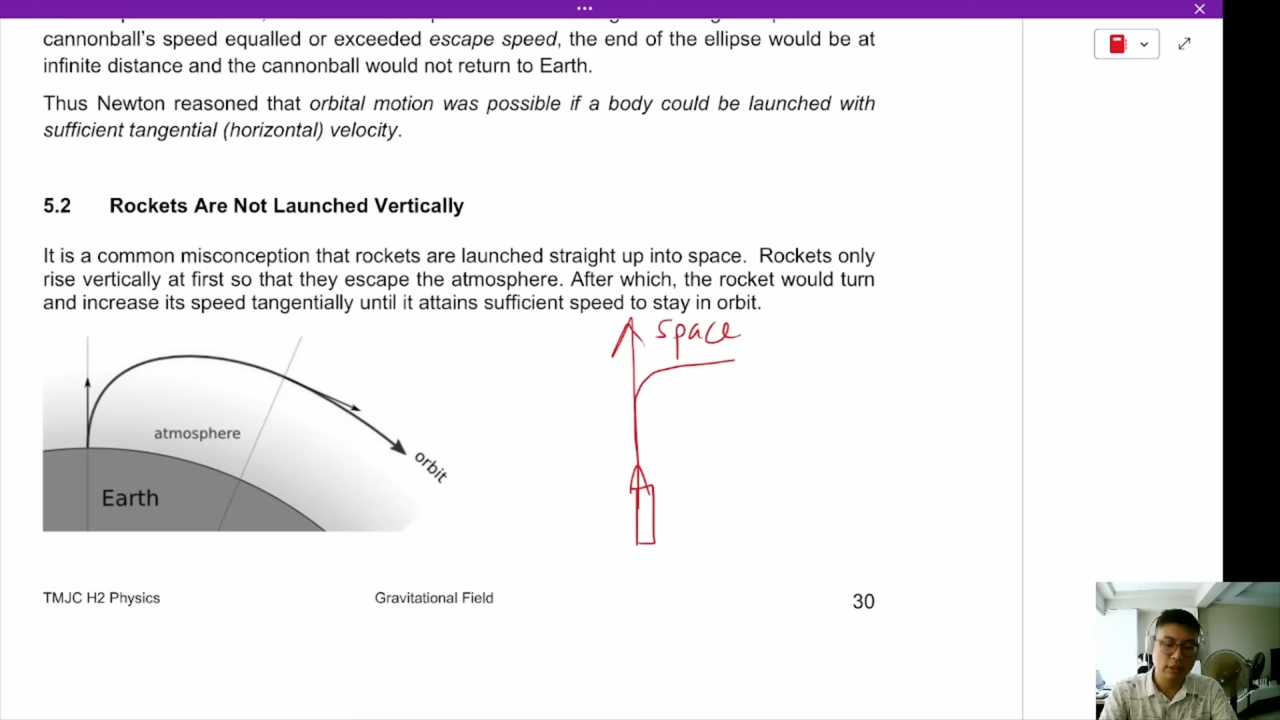 cannonball's speed equalled or exceeded escape speed, the end of the ellipse would be at
infinite distance and the cannonball would not return to Earth.
Thus Newton reasoned that orbital motion was possible if a body could be launched with
sufficient tangential (horizontal) velocity.
5.2 Rockets Are Not Launched Vertically
It is a common misconception that rockets are launched straight up into space. Rockets only
rise vertically at first so that they escape the atmosphere. After which, the rocket would turn
and increase its speed tangentially until it attains sufficient speed to stay in orbit.
space
atmosphere
orbit
Earth
TMJC H2 Physics Gravitational Field 30